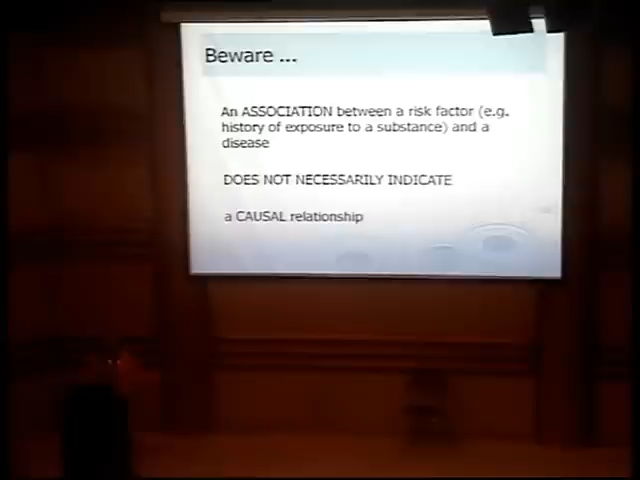 Beware ...
An ASSOCIATION between a risk factor (e.g.
history of exposure to a substance) and a
disease
DOES NOT NECESSARILY INDICATE
a CAUSAL relationship